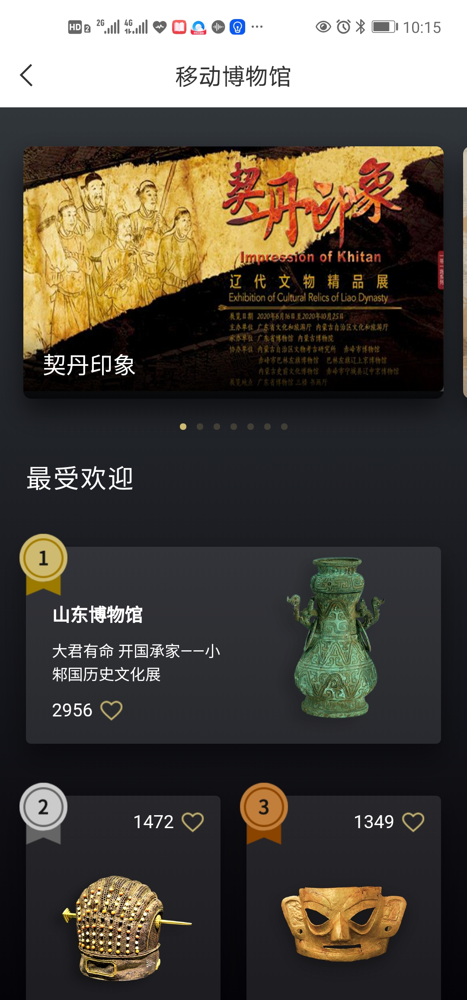 HD 2 2G 4G 10:15
移动博物馆
契丹印象
Impression of Khitan
辽代文物精品展
Exhibition of Cultural Relics of Liao Dynasty
展览日期 2020年6月16日至2020年10月25日
主办单位 广东省文化和旅游厅 内蒙古自治区文化和旅游厅
承办单位 广东省博物馆 内蒙古博物院
协办单位 内蒙古自治区文物考古研究所 赤峰市博物馆
赤峰市巴林左旗博物馆 巴林左旗辽上京博物馆
内蒙古史前文化博物馆 赤峰市宁城县辽中京博物馆
展览地点 广东省博物馆 三楼 书画厅
契丹印象
最受欢迎
1
山东博物馆
大君有命 开国承家——小
邾国历史文化展
2956
2 1472
3 1349